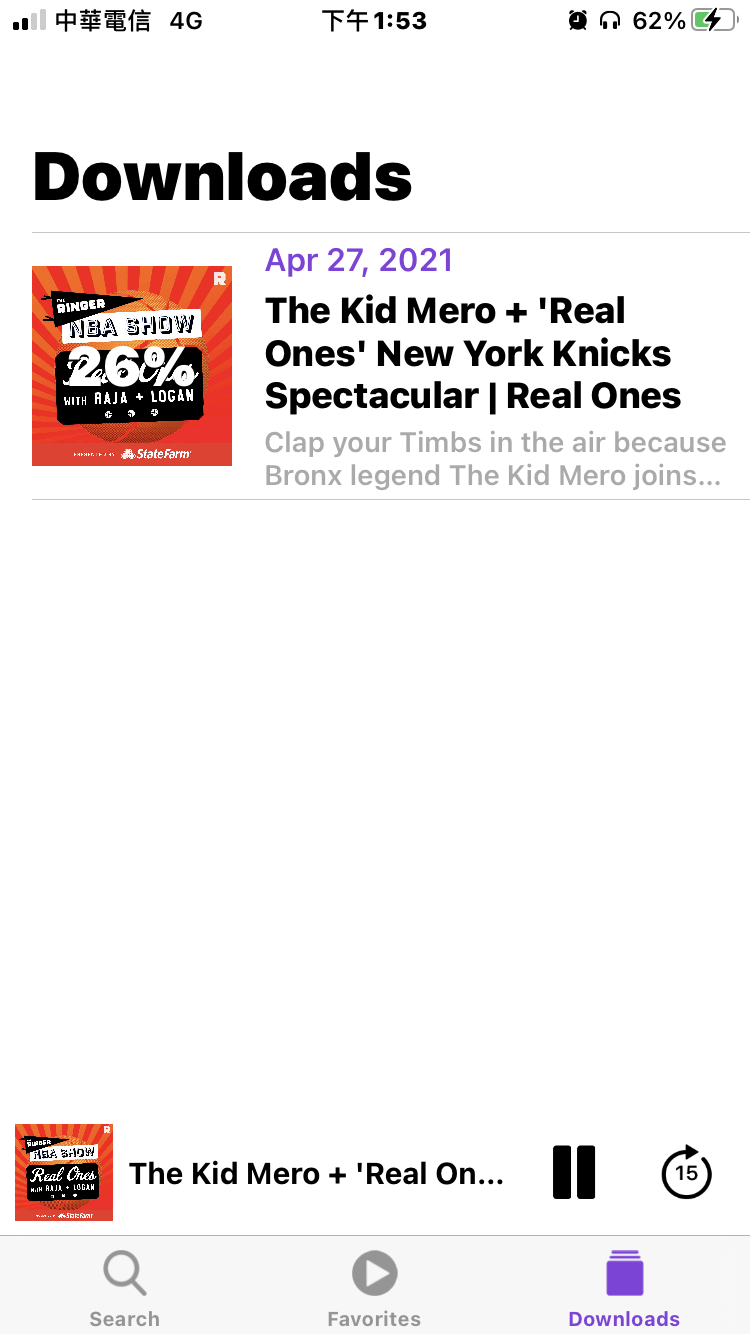 中華電信 4G 下午1:53 62%
Downloads
Apr 27, 2021
The Kid Mero + 'Real
Ones' New York Knicks
Spectacular | Real Ones
Clap your Timbs in the air because
Bronx legend The Kid Mero joins...
R
THE
RINGER
NBA SHOW
26%
WITH RAJA + LOGAN
PRESENTED BY StateFarm
R
THE
RINGER
NBA SHOW
Real Ones
WITH RAJA + LOGAN
StateFarm
The Kid Mero + 'Real On...
15
Search Favorites Downloads